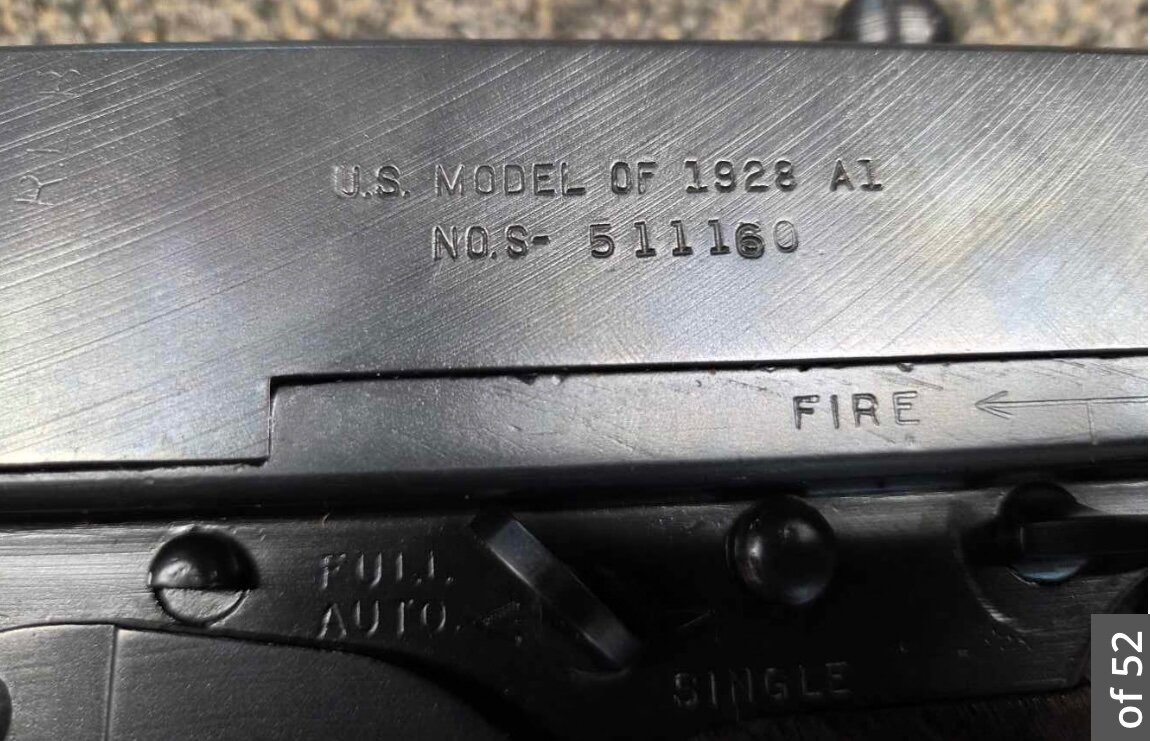 U.S. MODEL OF 1928 A1
NO.S- 511160
FIRE
FULL
AUTO.
SINGLE
of 52